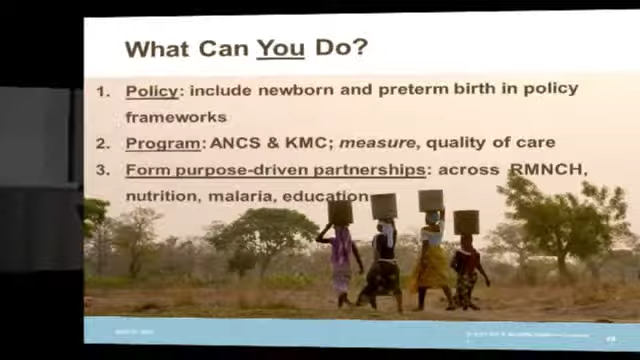 What Can You Do?
1. Policy: include newborn and preterm birth in policy
frameworks
2. Program: ANCS & KMC; measure, quality of care
3. Form purpose-driven partnerships: across RMNCH,
nutrition, malaria, education